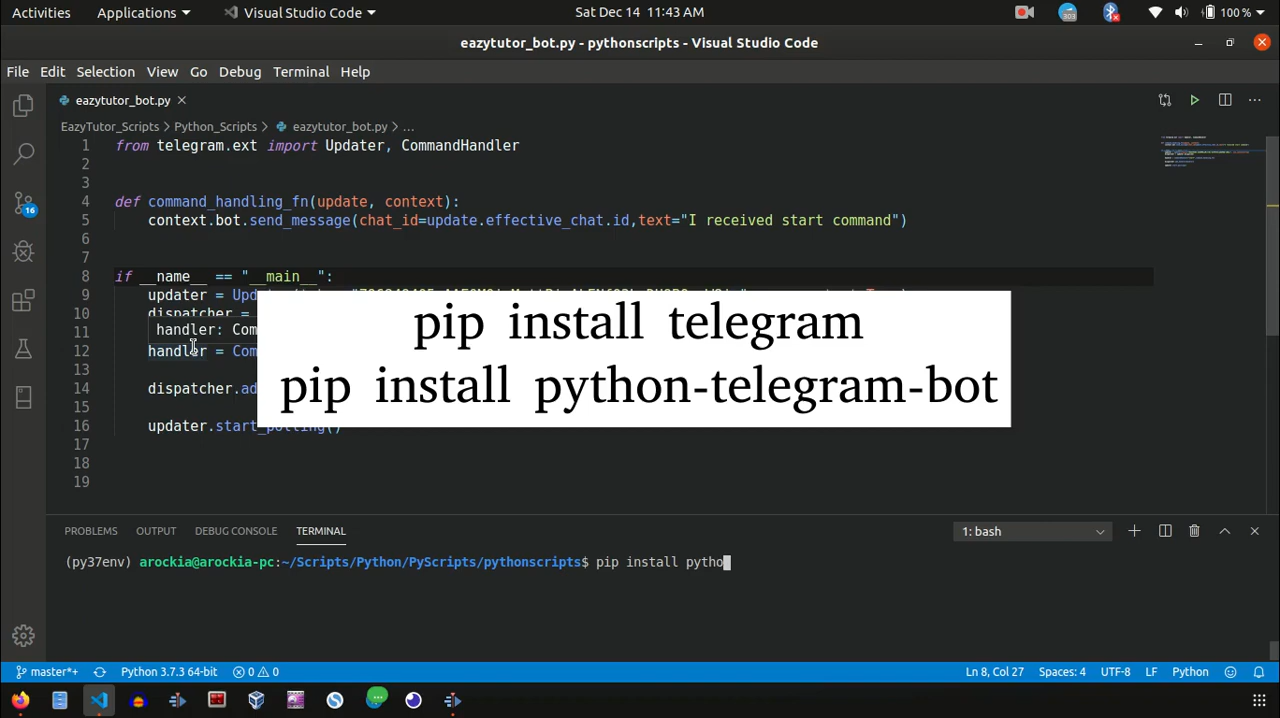 Activities Applications Visual Studio Code Sat Dec 14 11:43 AM 303 100 %
eazytutor_bot.py - pythonscripts - Visual Studio Code
File Edit Selection View Go Debug Terminal Help
eazytutor_bot.py
EazyTutor_Scripts > Python_Scripts > eazytutor_bot.py > ...
1 from telegram.ext import Updater, CommandHandler
2
3
4 def command_handling_fn(update, context):
5 context.bot.send_message(chat_id=update.effective_chat.id,text="I received start command")
6
7
8 if __name__ == "__main__":
9 updater =
10 dispatcher =
11 handler: Com
12 handler = Com
13
14 dispatcher.ad
15
16 updater.start_polling()
17
18
19
pip install telegram
pip install python-telegram-bot
PROBLEMS OUTPUT DEBUG CONSOLE TERMINAL 1: bash
(py37env) arockia@arockia-pc:~/Scripts/Python/PyScripts/pythonscripts$ pip install pytho
16
master*+ Python 3.7.3 64-bit 0 0 Ln 8, Col 27 Spaces: 4 UTF-8 LF Python